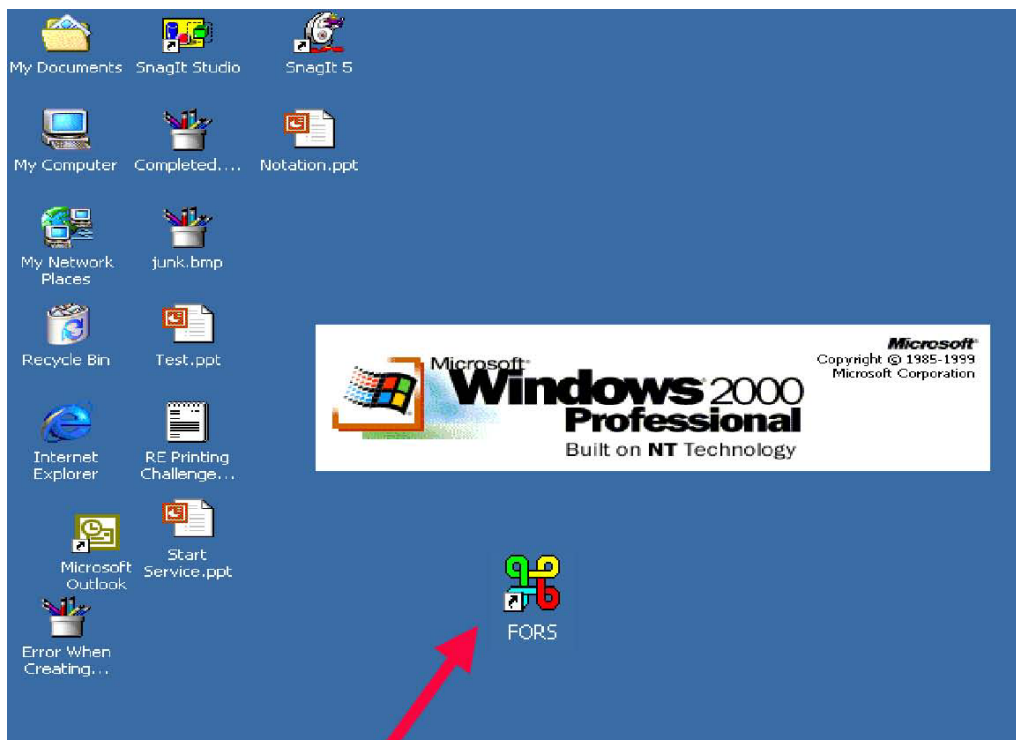 My Documents
SnagIt Studio
SnagIt 5
My Computer
Completed....
Notation.ppt
My Network
Places
junk.bmp
Recycle Bin
Test.ppt
Internet
Explorer
RE Printing
Challenge...
Microsoft
Outlook
Start
Service.ppt
Error When
Creating...
Microsoft
Copyright © 1985-1999
Microsoft Corporation
Microsoft
Windows 2000
Professional
Built on NT Technology
FORS